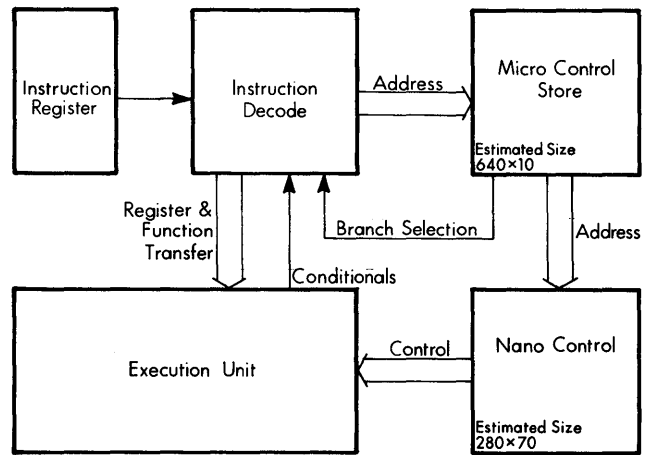 Instruction
Register
Instruction
Decode
Address
Micro Control
Store
Estimated Size
640×10
Register &
Function
Transfer
Branch Selection
Address
Conditionals
Execution Unit
Control
Nano Control
Estimated Size
280×70